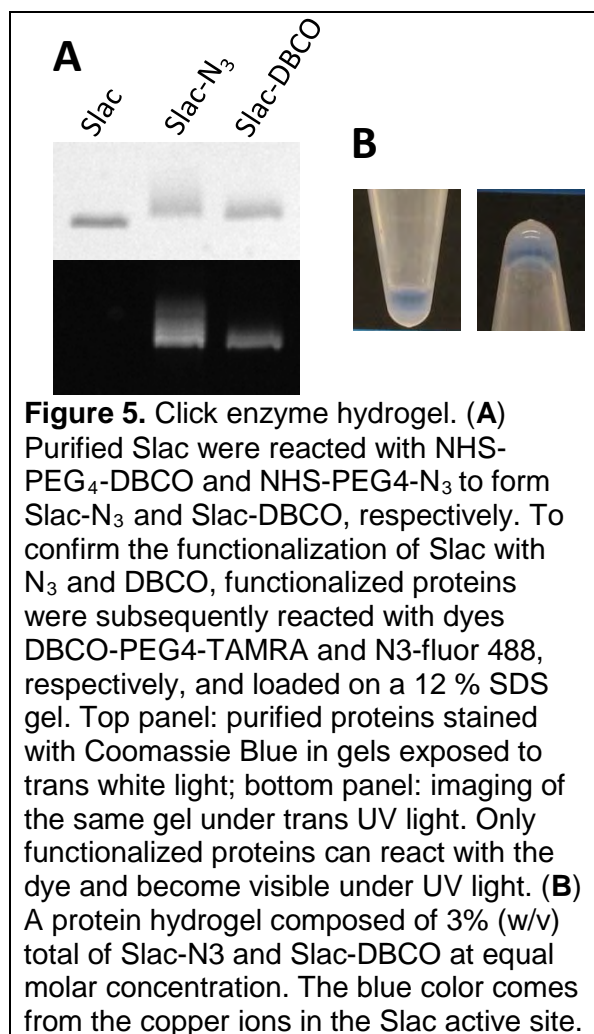 A
Slac
Slac-N₃
Slac-DBCO
B
Figure 5. Click enzyme hydrogel. (A)
Purified Slac were reacted with NHS-
PEG₄-DBCO and NHS-PEG4-N₃ to form
Slac-N₃ and Slac-DBCO, respectively. To
confirm the functionalization of Slac with
N₃ and DBCO, functionalized proteins
were subsequently reacted with dyes
DBCO-PEG4-TAMRA and N3-fluor 488,
respectively, and loaded on a 12 % SDS
gel. Top panel: purified proteins stained
with Coomassie Blue in gels exposed to
trans white light; bottom panel: imaging of
the same gel under trans UV light. Only
functionalized proteins can react with the
dye and become visible under UV light. (B)
A protein hydrogel composed of 3% (w/v)
total of Slac-N3 and Slac-DBCO at equal
molar concentration. The blue color comes
from the copper ions in the Slac active site.